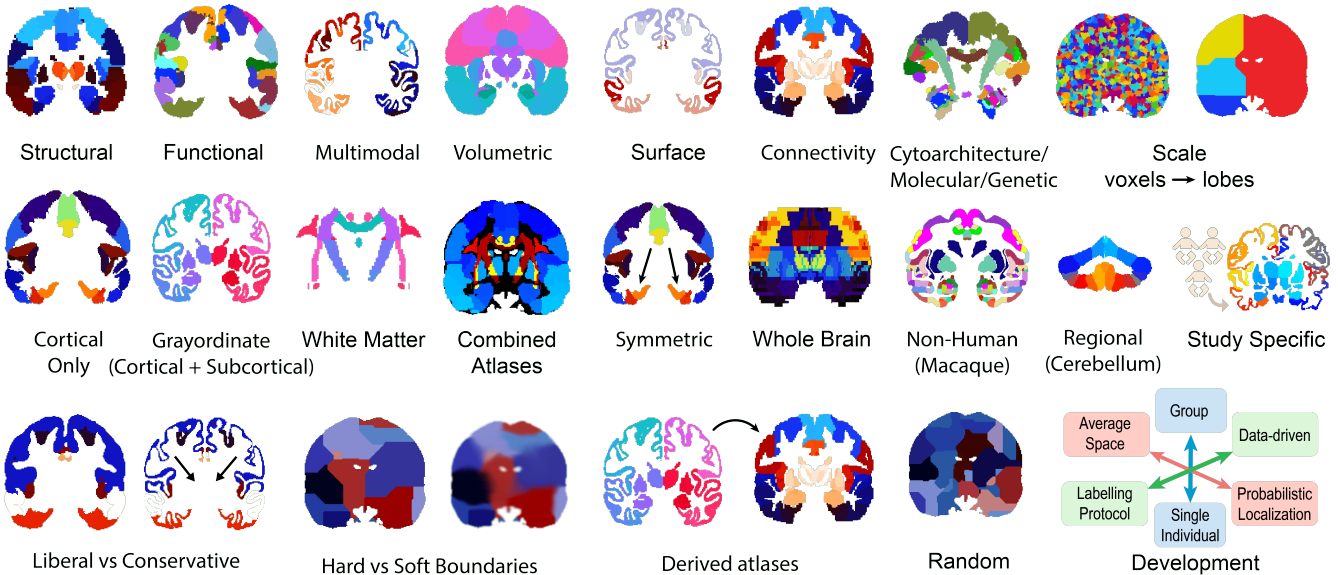 Structural
Functional
Multimodal
Volumetric
Surface
Connectivity
Cytoarchitecture/
Molecular/Genetic
Scale
voxels → lobes
Cortical
Only
Grayordinate
(Cortical + Subcortical)
White Matter
Combined
Atlases
Symmetric
Whole Brain
Non-Human
(Macaque)
Regional
(Cerebellum)
Study Specific
Liberal vs Conservative
Hard vs Soft Boundaries
Derived atlases
Random
Group
Average
Space
Data-driven
Labelling
Protocol
Single
Individual
Probabilistic
Localization
Development